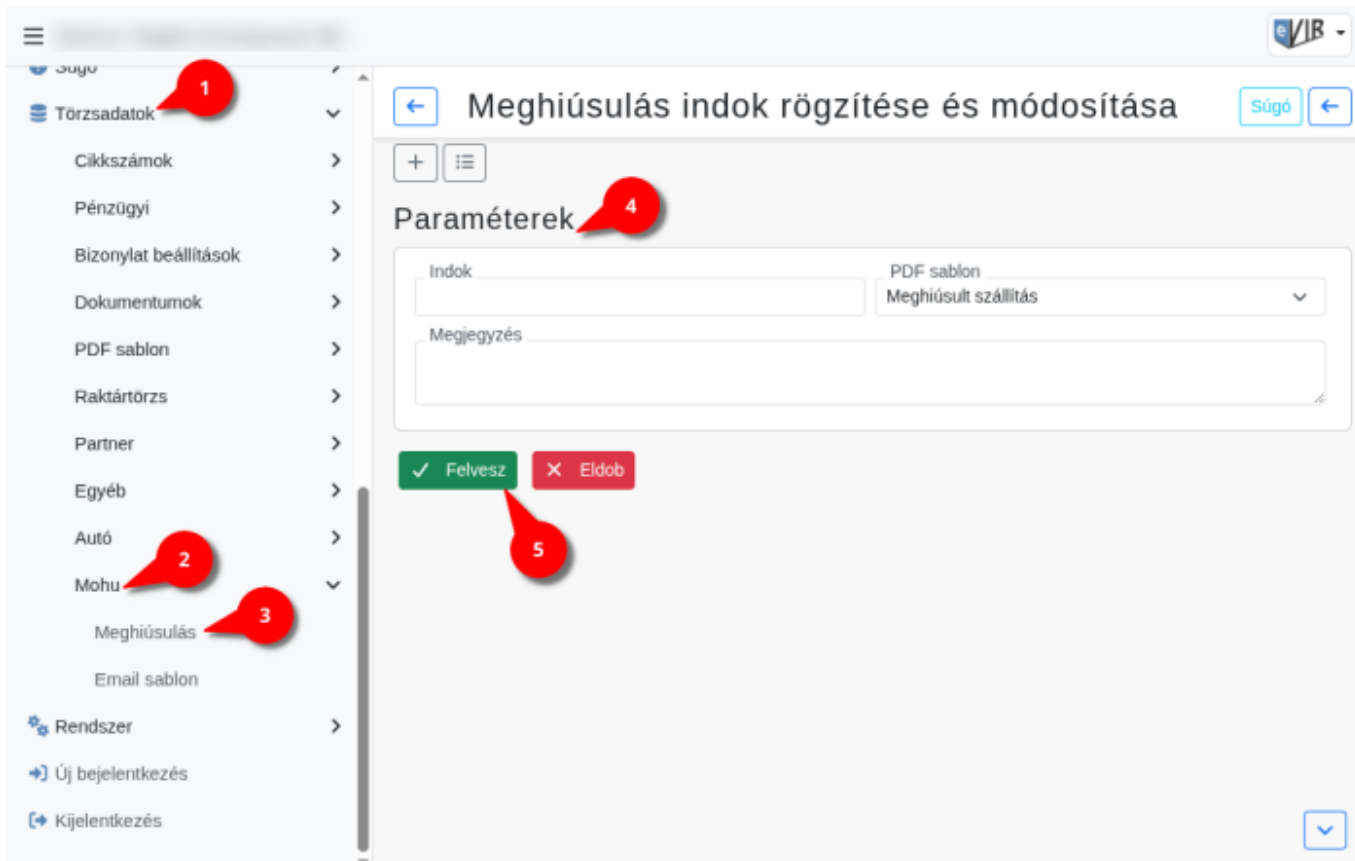 eVIR
Súgó
1
Törzsadatok
Meghiúsulás indok rögzítése és módosítása
Súgó
Cikkszámok
Pénzügyi
4
Paraméterek
Bizonylat beállítások
Indok
PDF sablon
Dokumentumok
Meghiúsult szállítás
PDF sablon
Megjegyzés
Raktártörzs
Partner
Felvesz
Eldob
Egyéb
Autó
5
2
Mohu
3
Meghiúsulás
Email sablon
Rendszer
Új bejelentkezés
Kijelentkezés